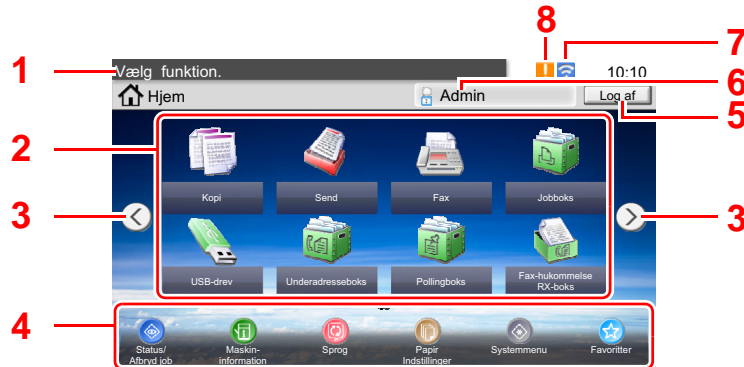 8
7
1
Vælg funktion.
10:10
6
Hjem
Admin
Log af
5
2
Kopi
Send
Fax
Jobboks
3
3
USB-drev
Underadresseboks
Pollingboks
Fax-hukommelse
RX-boks
4
Status/
Afbryd job
Maskin-
information
Sprog
Papir
Indstillinger
Systemmenu
Favoritter